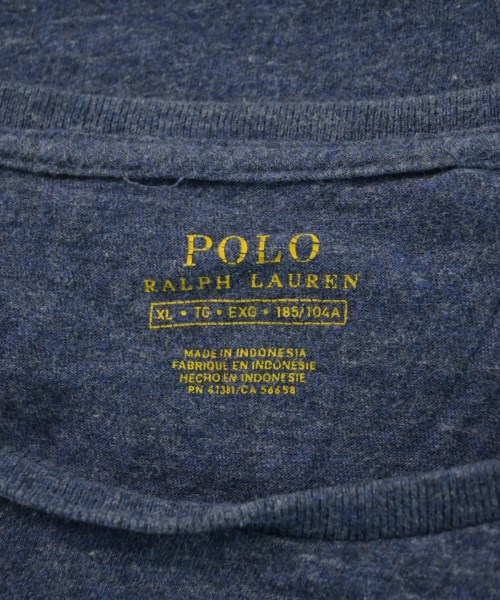 POLO
RALPH LAUREN
XL • TG • EXG • 185/104A
MADE IN INDONESIA
FABRIQUE EN INDONÉSIE
HECHO EN INDONESIE
RN 41381/CA 56658